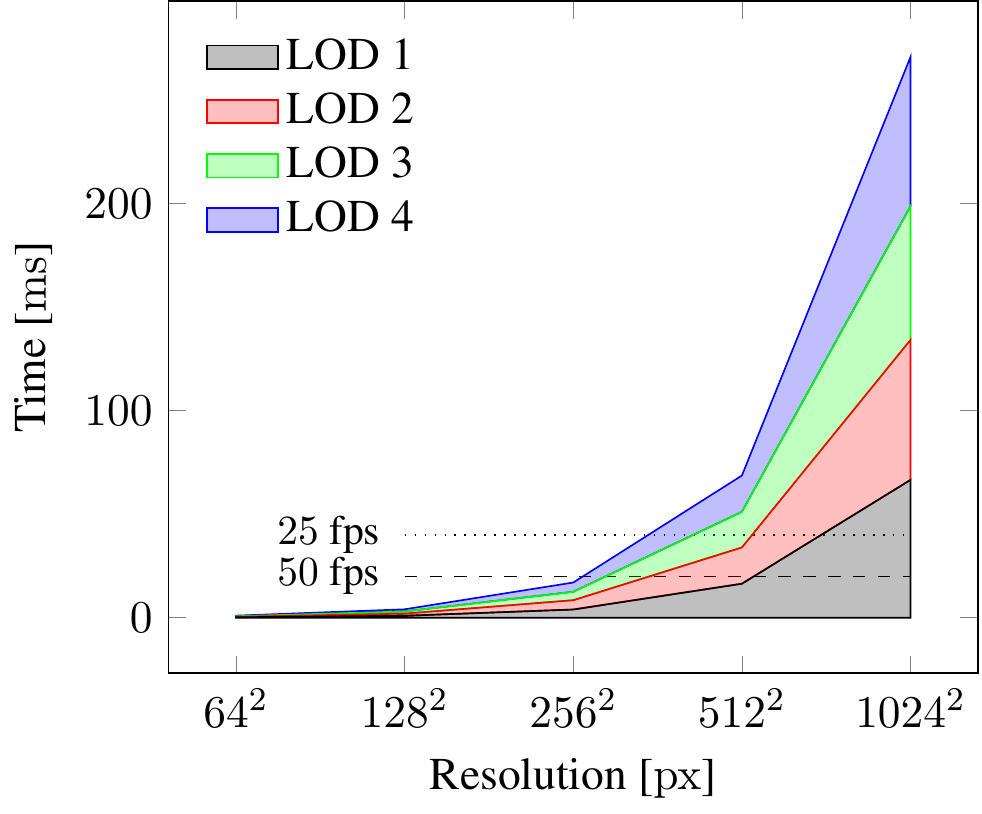 LOD 1
LOD 2
LOD 3
LOD 4
200
100
0
Time [ms]
25 fps
50 fps
64²
128²
256²
512²
1024²
Resolution [px]